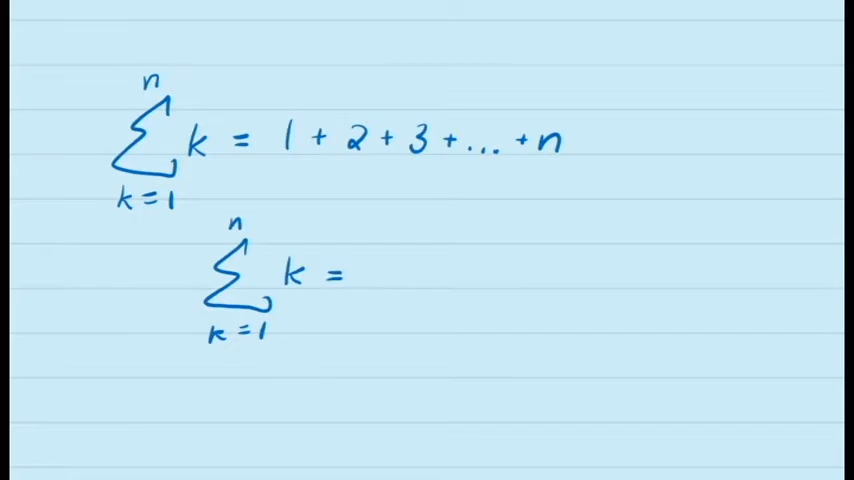 n
∑ k = 1 + 2 + 3 + ... + n
k = 1
n
∑ k =
k = 1